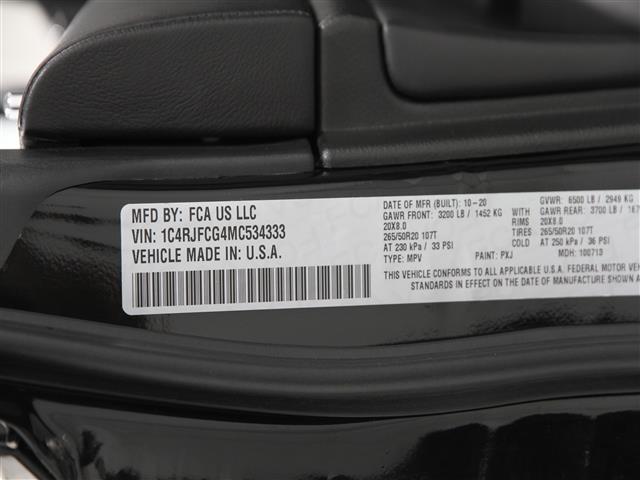 MFD BY: FCA US LLC
VIN: 1C4RJFCG4MC534333
VEHICLE MADE IN: U.S.A.
DATE OF MFR (BUILT): 10-20 GVWR: 6500 LB / 2949 KG
GAWR FRONT: 3200 LB / 1452 KG WITH GAWR REAR: 3700 LB
20X8.0 RIMS 20X8.0
265/50R20 107T TIRES 265/50R20 107T
AT 230 kPa / 33 PSI COLD AT 250 kPa / 36 PSI
TYPE: MPV PAINT: PXJ MDH: 100713
THIS VEHICLE CONFORMS TO ALL APPLICABLE U.S.A. FEDERAL MOTOR
STANDARDS IN EFFECT ON THE DATE OF MANUFACTURE